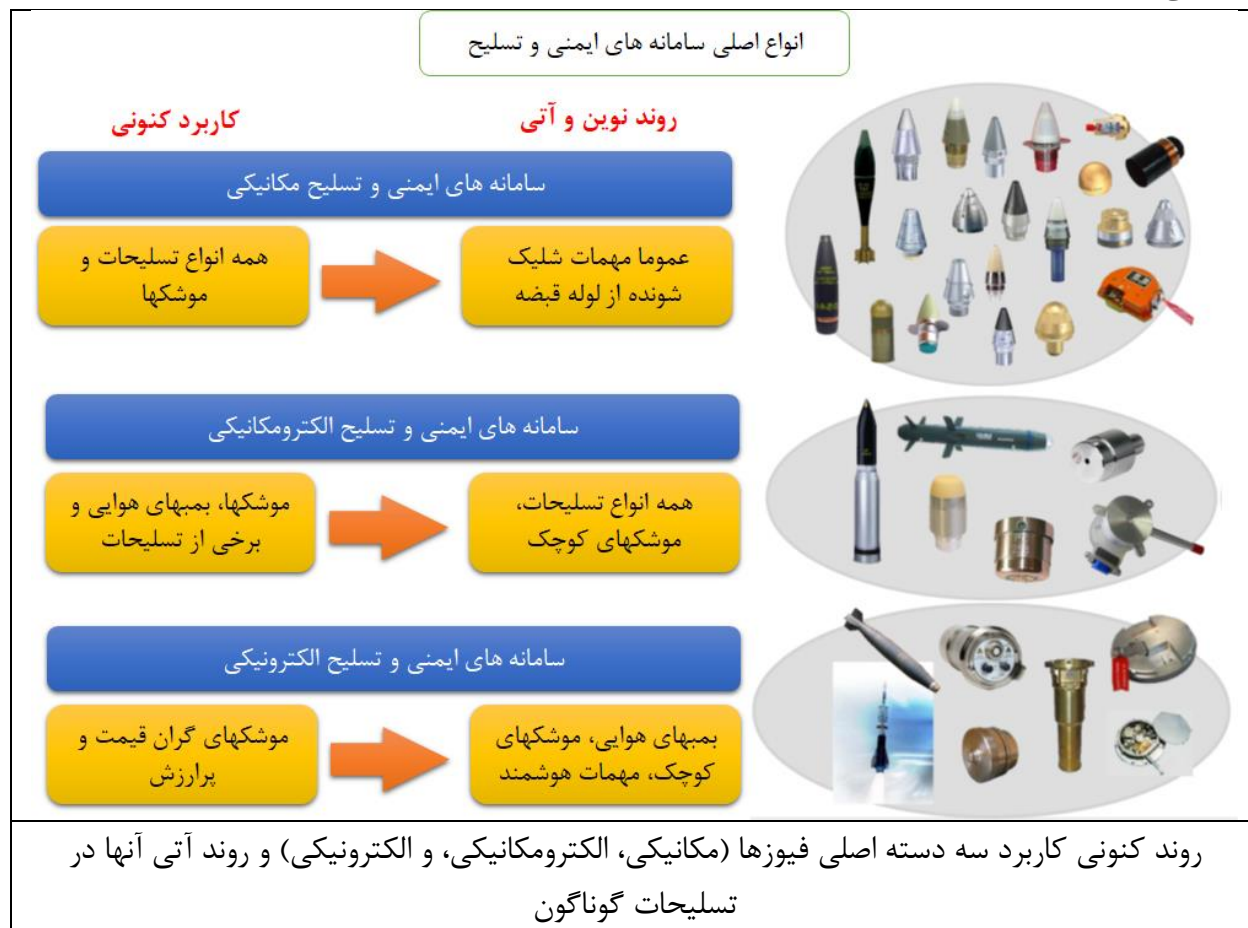 انواع اصلی سامانه های ایمنی و تسلیح
کاربرد کنونی
روند نوین و آتی
سامانه های ایمنی و تسلیح مکانیکی
همه انواع تسلیحات و
موشکها
عموما مهمات شلیک
شونده از لوله قبضه
سامانه های ایمنی و تسلیح الکترومکانیکی
موشکها، بمبهای هوایی و
برخی از تسلیحات
همه انواع تسلیحات،
موشکهای کوچک
سامانه های ایمنی و تسلیح الکترونیکی
موشکهای گران قیمت و
پرارزش
بمبهای هوایی، موشکهای
کوچک، مهمات هوشمند
روند کنونی کاربرد سه دسته اصلی فیوزها (مکانیکی، الکترومکانیکی، و الکترونیکی) و روند آتی آنها در
تسلیحات گوناگون